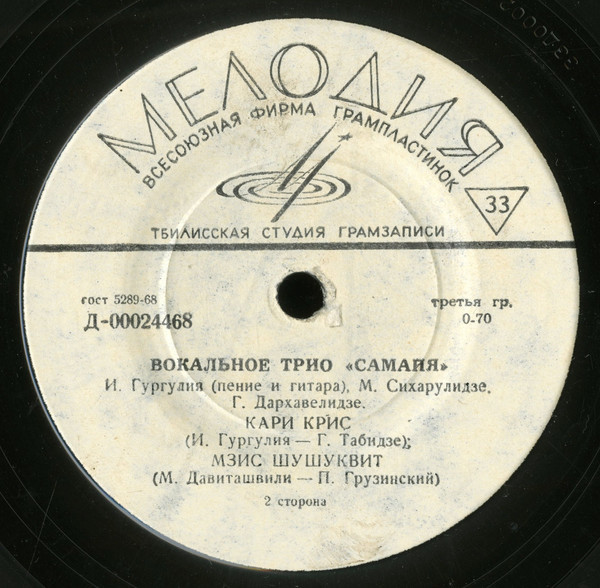 МЕЛОДИЯ
ВСЕСОЮЗНАЯ ФИРМА ГРАМПЛАСТИНОК
33
ТБИЛИССКАЯ СТУДИЯ ГРАМЗАПИСИ
гост 5289-68
третья гр.
Д-00024468
0-70
ВОКАЛЬНОЕ ТРИО «САМАИЯ»
И. Гургулия (пение и гитара), М. Сихарулидзе,
Г. Дархавелидзе.
КАРИ КРИС
(И. Гургулия — Г. Табидзе);
МЗИС ШУШУКВИТ
(М. Давиташвили — П. Грузинский)
2 сторона